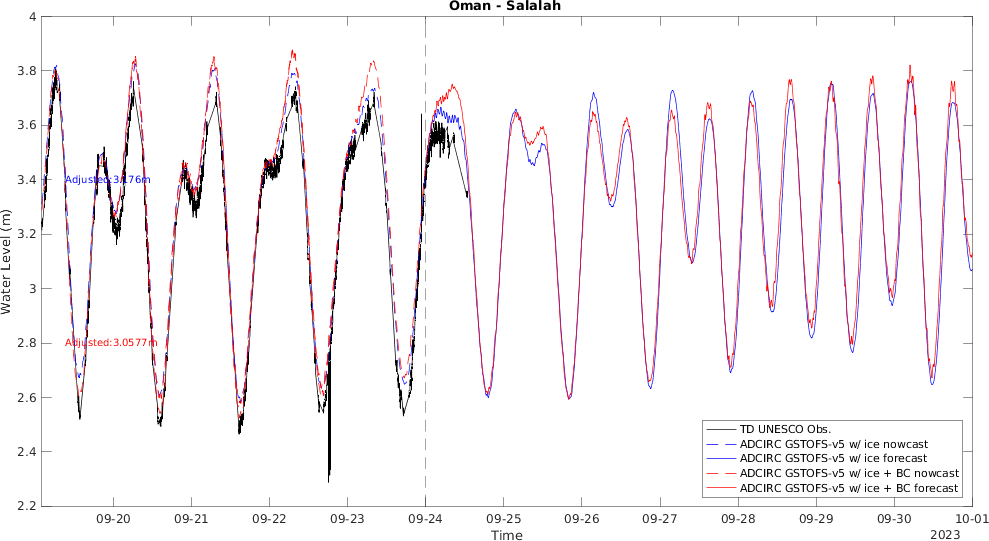 Oman - Salalah
4
3.8
3.6
3.4
3.2
3
2.8
2.6
2.4
2.2
Water Level (m)
Adjusted:3.176m
Adjusted:3.0577m
TD UNESCO Obs.
ADCIRC GSTOFS-v5 w/ ice nowcast
ADCIRC GSTOFS-v5 w/ ice forecast
ADCIRC GSTOFS-v5 w/ ice + BC nowcast
ADCIRC GSTOFS-v5 w/ ice + BC forecast
09-20 09-21 09-22 09-23 09-24 09-25 09-26 09-27 09-28 09-29 09-30 10-01
Time
2023